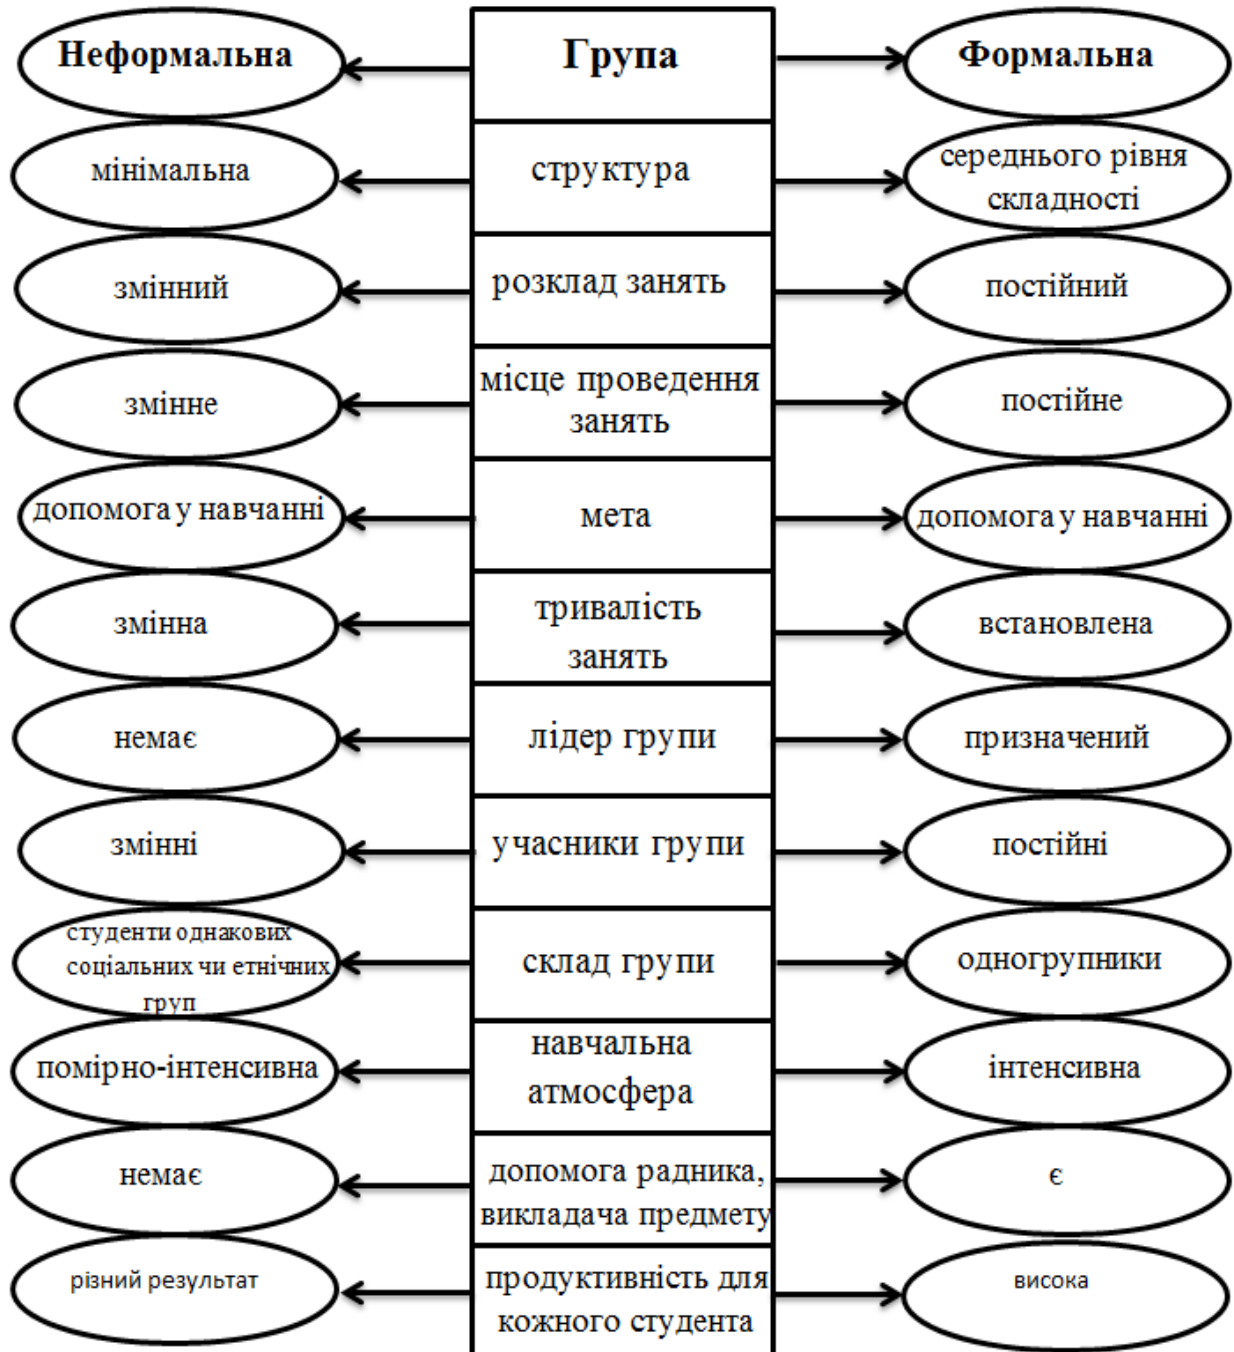 Неформальна
Група
Формальна
мінімальна
структура
середнього рівня
складності
змінний
розклад занять
постійний
змінне
місце проведення
занять
постійне
допомога у навчанні
мета
допомога у навчанні
змінна
тривалість
занять
встановлена
немає
лідер групи
призначений
змінні
учасники групи
постійні
студенти однакових
соціальних чи етнічних
груп
склад групи
одногрупники
помірно-інтенсивна
навчальна
атмосфера
інтенсивна
немає
допомога радника,
викладача предмету
є
різний результат
продуктивність для
кожного студента
висока